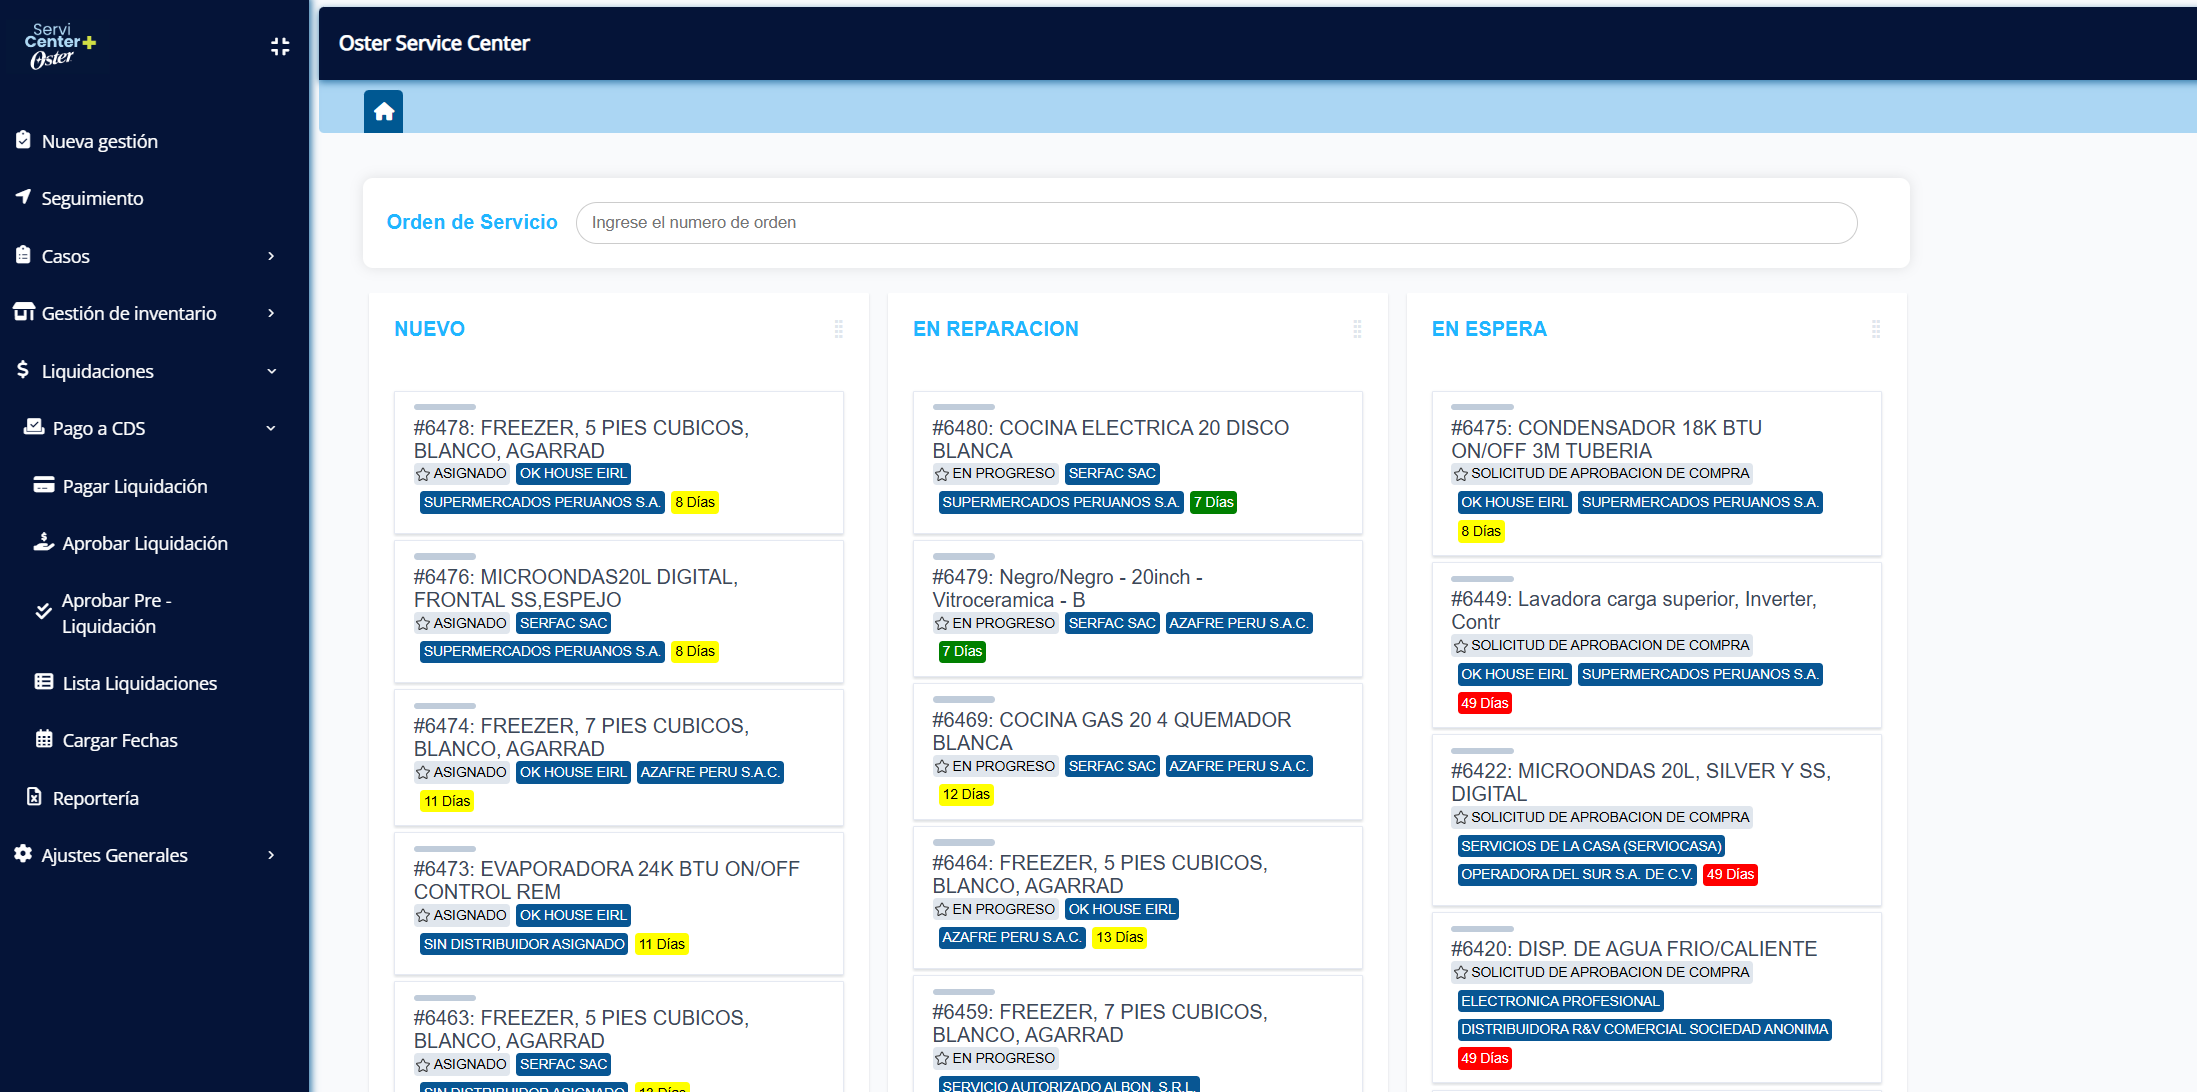 Servi
Center+
Oster
Nueva gestión
Seguimiento
Casos
Gestión de inventario
Liquidaciones
Pago a CDS
Pagar Liquidación
Aprobar Liquidación
Aprobar Pre -
Liquidación
Lista Liquidaciones
Cargar Fechas
Reportería
Ajustes Generales
Oster Service Center
Orden de Servicio
Ingrese el numero de orden
NUEVO
#6478: FREEZER, 5 PIES CUBICOS,
BLANCO, AGARRAD
ASIGNADO OK HOUSE EIRL
SUPERMERCADOS PERUANOS S.A. 8 Días
#6476: MICROONDAS20L DIGITAL,
FRONTAL SS,ESPEJO
ASIGNADO SERFAC SAC
SUPERMERCADOS PERUANOS S.A. 8 Días
#6474: FREEZER, 7 PIES CUBICOS,
BLANCO, AGARRAD
ASIGNADO OK HOUSE EIRL AZAFRE PERU S.A.C.
11 Días
#6473: EVAPORADORA 24K BTU ON/OFF
CONTROL REM
ASIGNADO OK HOUSE EIRL
SIN DISTRIBUIDOR ASIGNADO 11 Días
#6463: FREEZER, 5 PIES CUBICOS,
BLANCO, AGARRAD
ASIGNADO SERFAC SAC
SIN DISTRIBUIDOR ASIGNADO 13 Días
EN REPARACION
#6480: COCINA ELECTRICA 20 DISCO
BLANCA
EN PROGRESO SERFAC SAC
SUPERMERCADOS PERUANOS S.A. 7 Días
#6479: Negro/Negro - 20inch -
Vitroceramica - B
EN PROGRESO SERFAC SAC AZAFRE PERU S.A.C.
7 Días
#6469: COCINA GAS 20 4 QUEMADOR
BLANCA
EN PROGRESO SERFAC SAC AZAFRE PERU S.A.C.
12 Días
#6464: FREEZER, 5 PIES CUBICOS,
BLANCO, AGARRAD
EN PROGRESO OK HOUSE EIRL
AZAFRE PERU S.A.C. 13 Días
#6459: FREEZER, 7 PIES CUBICOS,
BLANCO, AGARRAD
EN PROGRESO
SERVICIO AUTORIZADO ALBON, S.R.L.
EN ESPERA
#6475: CONDENSADOR 18K BTU
ON/OFF 3M TUBERIA
SOLICITUD DE APROBACION DE COMPRA
OK HOUSE EIRL SUPERMERCADOS PERUANOS S.A.
8 Días
#6449: Lavadora carga superior, Inverter,
Contr
SOLICITUD DE APROBACION DE COMPRA
OK HOUSE EIRL SUPERMERCADOS PERUANOS S.A.
49 Días
#6422: MICROONDAS 20L, SILVER Y SS,
DIGITAL
SOLICITUD DE APROBACION DE COMPRA
SERVICIOS DE LA CASA (SERVIOCASA)
OPERADORA DEL SUR S.A. DE C.V. 49 Días
#6420: DISP. DE AGUA FRIO/CALIENTE
SOLICITUD DE APROBACION DE COMPRA
ELECTRONICA PROFESIONAL
DISTRIBUIDORA R&V COMERCIAL SOCIEDAD ANONIMA
49 Días